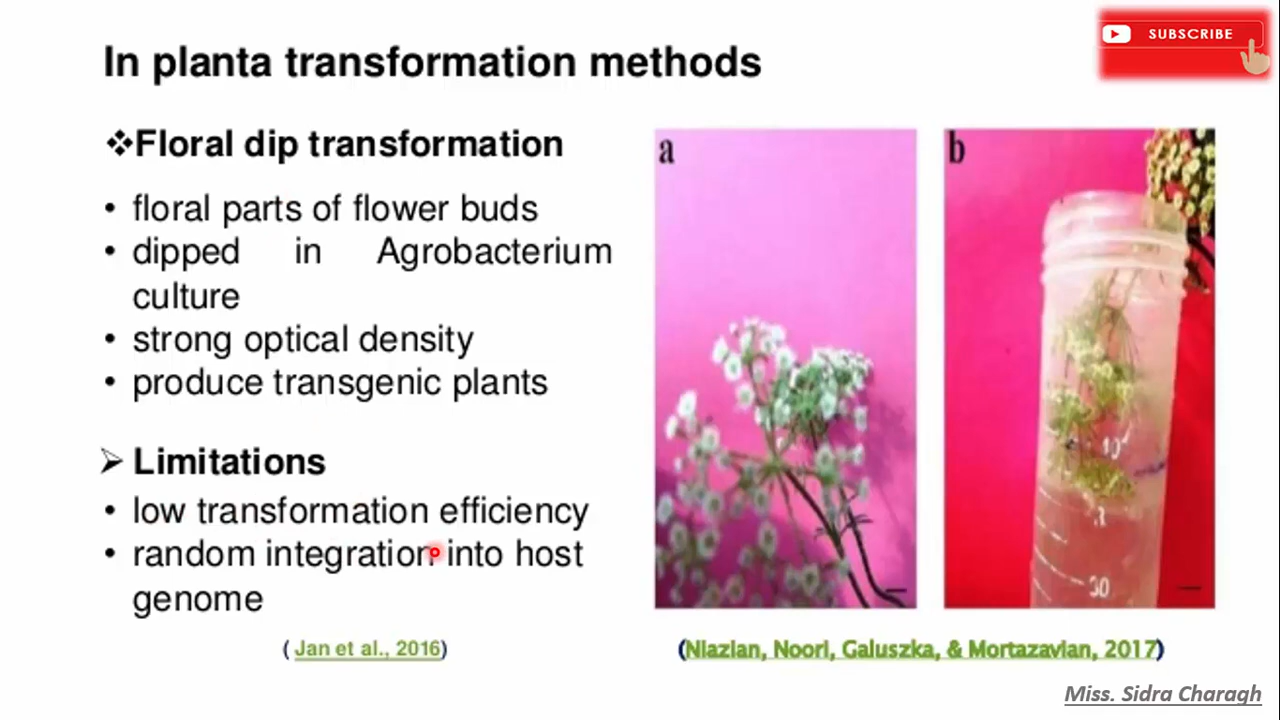 In planta transformation methods
SUBSCRIBE
❖Floral dip transformation
• floral parts of flower buds
• dipped in Agrobacterium
culture
• strong optical density
• produce transgenic plants
➢ Limitations
• low transformation efficiency
• random integration into host
genome
( Jan et al., 2016)
a
b
10
30
(Niazian, Noori, Galuszka, & Mortazavian, 2017)
Miss. Sidra Charagh